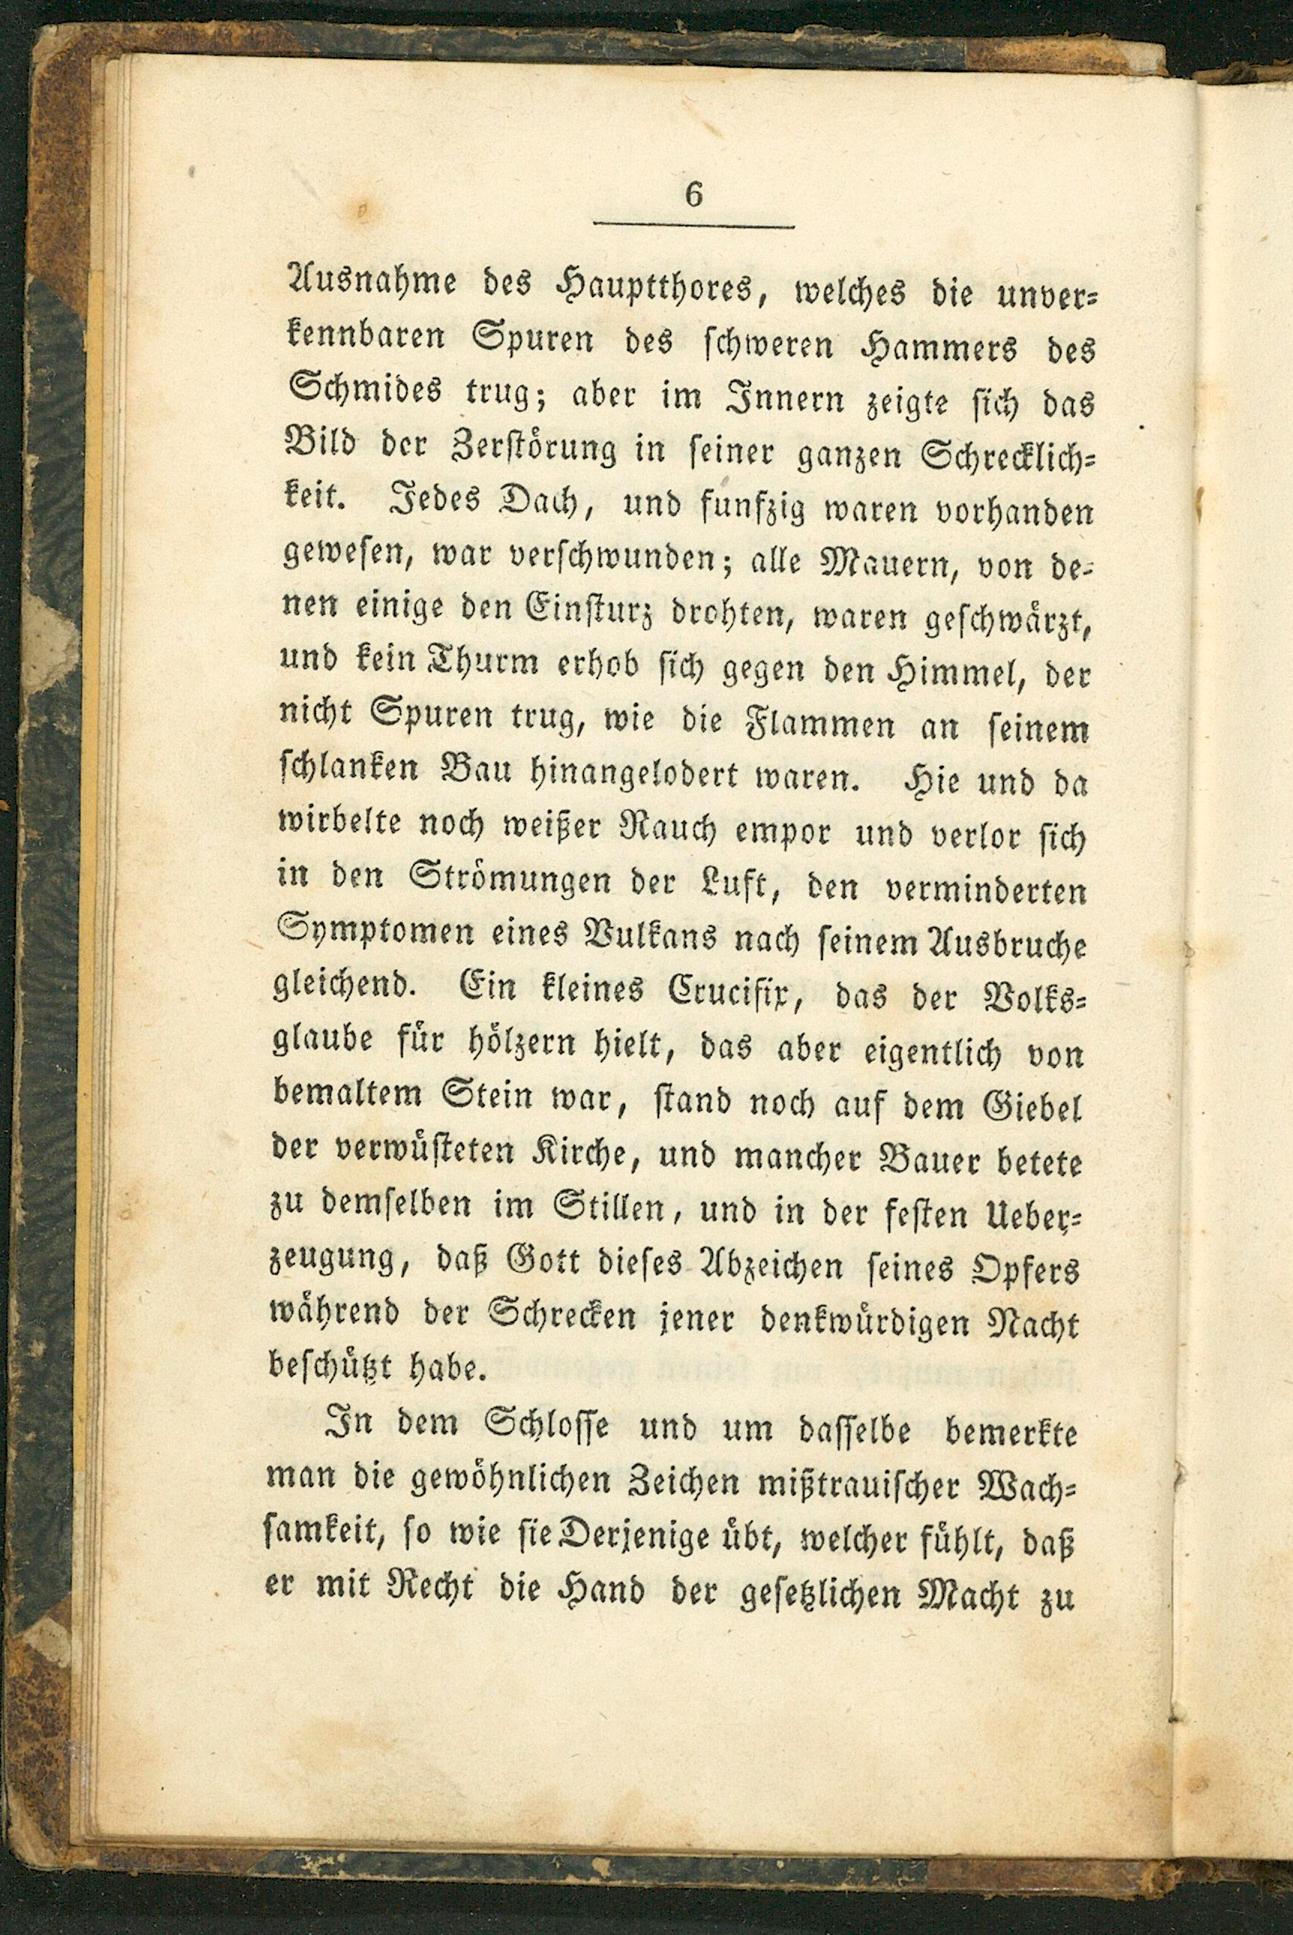 6
Ausnahme des Hauptthores, welches die unver-
kennbaren Spuren des schweren Hammers des
Schmides trug; aber im Innern zeigte sich das
Bild der Zerstörung in seiner ganzen Schrecklich-
keit. Jedes Dach, und funfzig waren vorhanden
gewesen, war verschwunden; alle Mauern, von de-
nen einige den Einsturz drohten, waren geschwärzt,
und kein Thurm erhob sich gegen den Himmel, der
nicht Spuren trug, wie die Flammen an seinem
schlanken Bau hinangelodert waren. Hie und da
wirbelte noch weißer Rauch empor und verlor sich
in den Strömungen der Luft, den verminderten
Symptomen eines Vulkans nach seinem Ausbruche
gleichend. Ein kleines Crucifix, das der Volks-
glaube für hölzern hielt, das aber eigentlich von
bemaltem Stein war, stand noch auf dem Giebel
der verwüsteten Kirche, und mancher Bauer betete
zu demselben im Stillen, und in der festen Ueber-
zeugung, daß Gott dieses Abzeichen seines Opfers
während der Schrecken jener denkwürdigen Nacht
beschützt habe.
In dem Schlosse und um dasselbe bemerkte
man die gewöhnlichen Zeichen mißtrauischer Wach-
samkeit, so wie sie Derjenige übt, welcher fühlt, daß
er mit Recht die Hand der gesetzlichen Macht zu